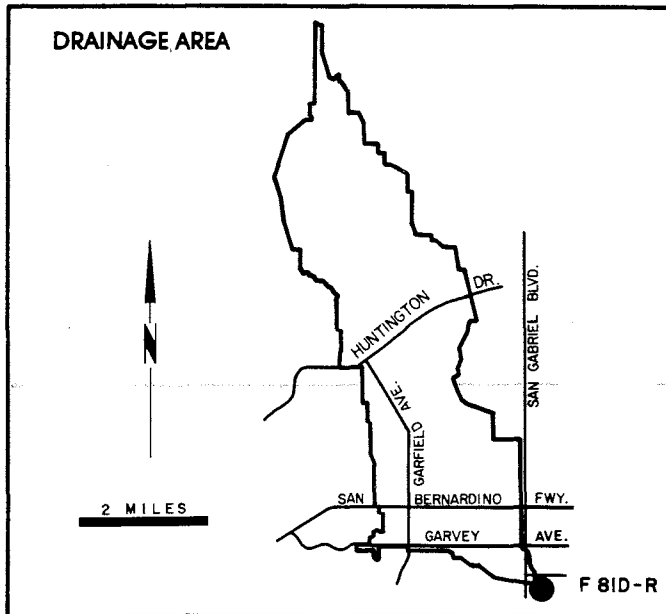 DRAINAGE AREA
HUNTINGTON DR.
SAN GABRIEL BLVD.
N
GARFIELD AVE.
2 MILES
SAN BERNARDINO FWY.
GARVEY AVE.
F 81D-R